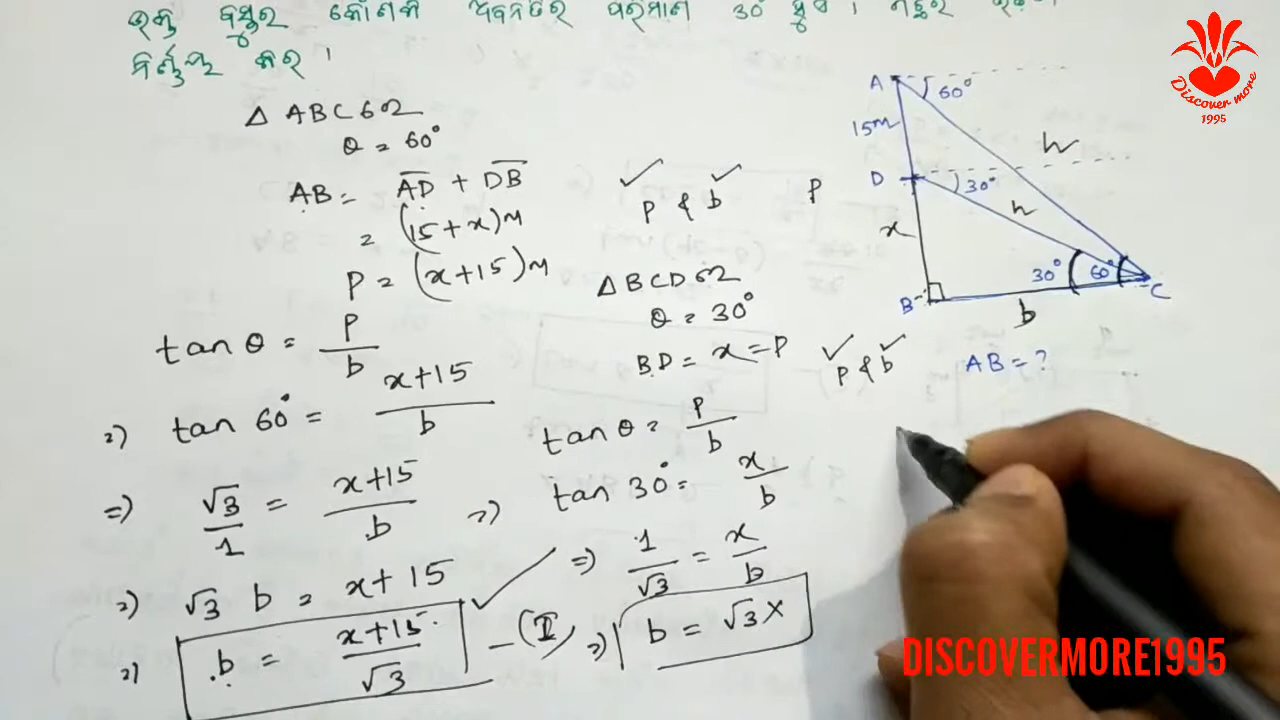 ନିର୍ଣ୍ଣୟ କର ।
Δ ABC ରେ
θ = 60°
AB = AD + DB
= (15+x) M
P = (x+15) M
P & b
P
tan θ = P/b
=) tan 60° = x+15/b
=) √3/1 = x+15/b
=) √3 b = x+15
=) b = x+15/√3 —(I)
Δ BCD ରେ
θ = 30°
BD = x = P
P & b
tan θ = P/b
=) tan 30° = x/b
=) 1/√3 = x/b
=) b = √3x
A
60°
15M
h
D
30°
h
x
30°
60°
B
C
b
AB = ?
Discover more
1995
DISCOVERMORE1995